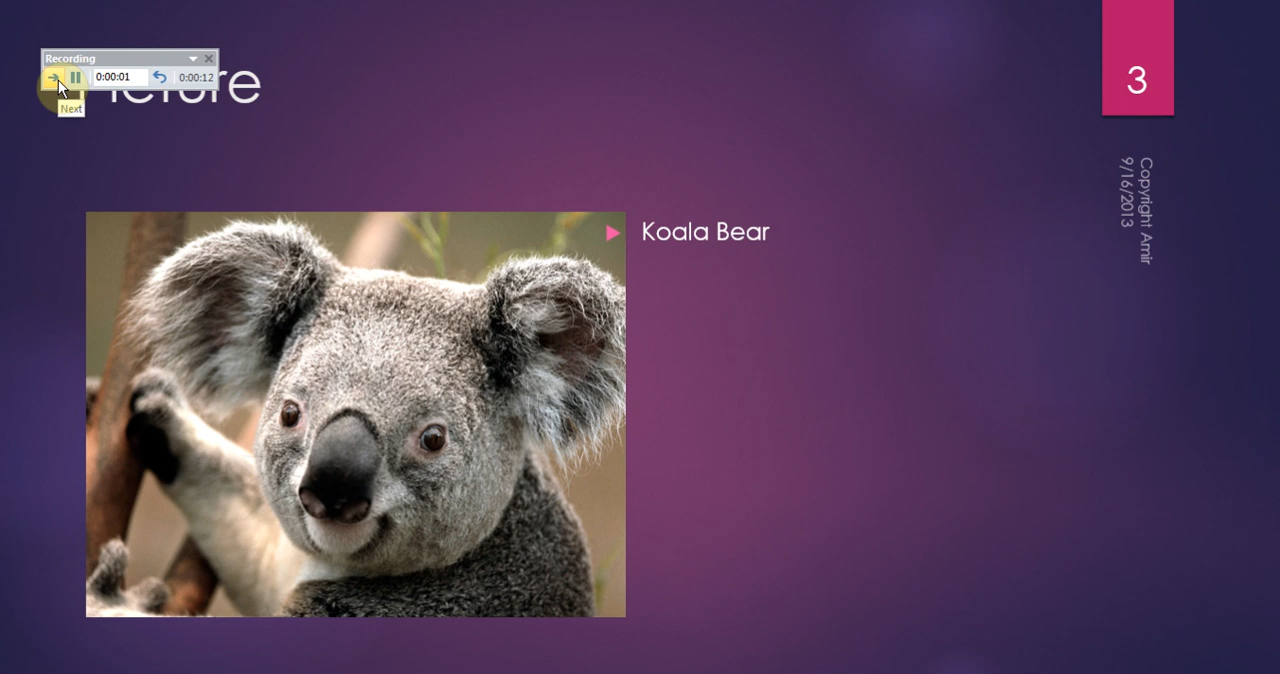 Recording
0:00:01
0:00:12
Next
3
Copyright Amir
9/16/2013
Koala Bear